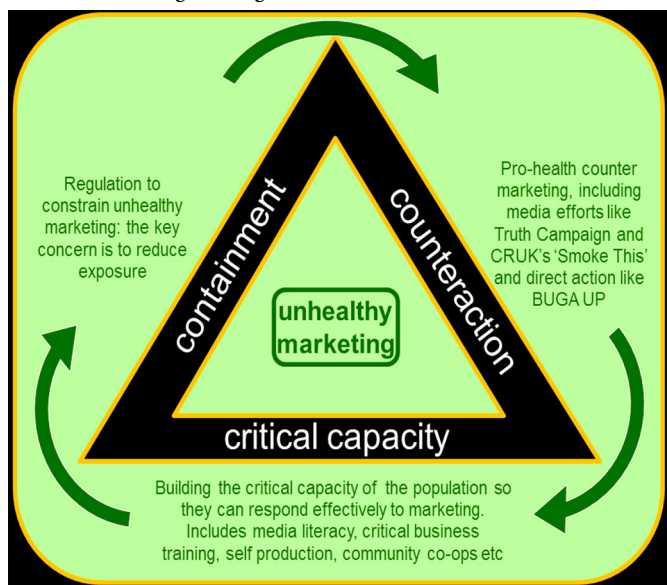 Regulation to
constrain unhealthy
marketing: the key
concern is to reduce
exposure
containment
counteraction
Pro-health counter
marketing, including
media efforts like
Truth Campaign and
CRUK's 'Smoke This'
and direct action like
BUGA UP
unhealthy
marketing
critical capacity
Building the critical capacity of the population so
they can respond effectively to marketing.
Includes media literacy, critical business
training, self production, community co-ops etc